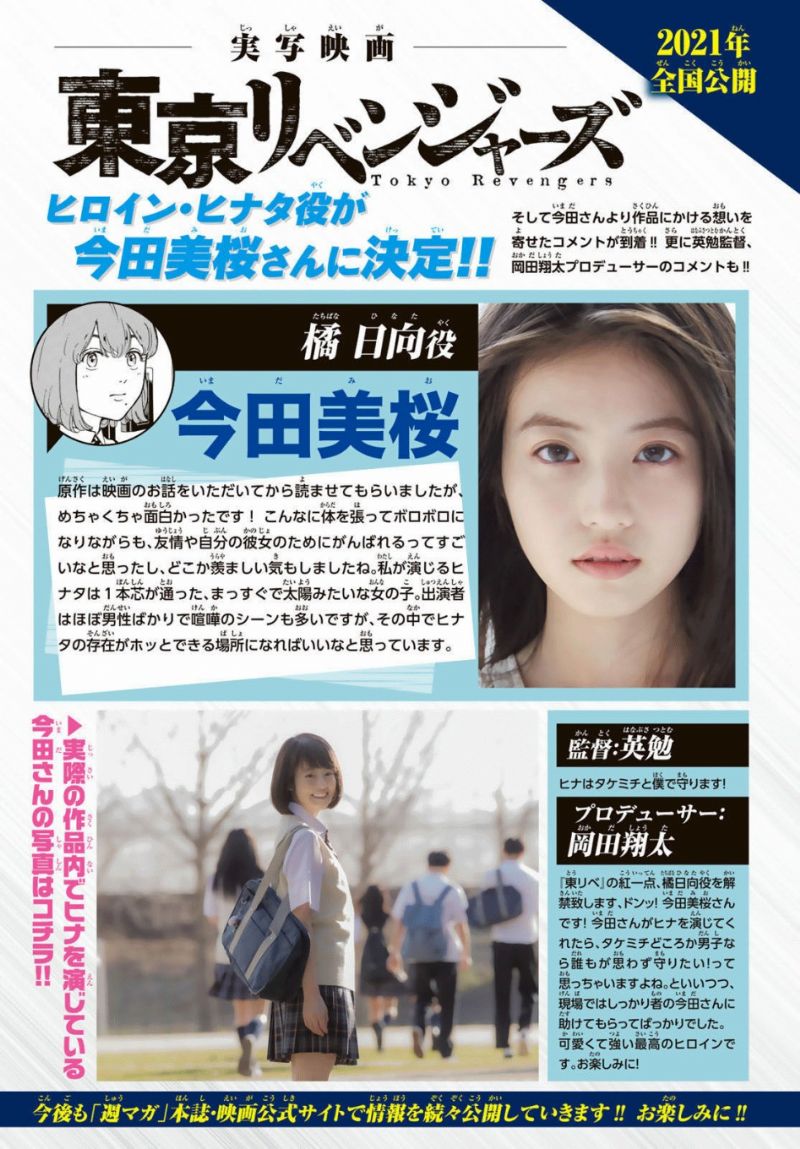 実写映画
2021年
全国公開
東京リベンジャーズ
Tokyo Revengers
ヒロイン・ヒナタ役が
今田美桜さんに決定!!
そして今田さんより作品にかける想いを
寄せたコメントが到着!! 更に英勉監督、
岡田翔太プロデューサーのコメントも!!
橘 日向役
今田美桜
原作は映画のお話をいただいてから読ませてもらいましたが、
めちゃくちゃ面白かったです! こんなに体を張ってボロボロに
なりながらも、友情や自分の彼女のためにがんばれるってすご
いなと思ったし、どこか羨ましい気もしましたね。私が演じるヒ
ナタは1本芯が通った、まっすぐで太陽みたいな女の子。出演者
はほぼ男性ばかりで喧嘩のシーンも多いですが、その中でヒナ
タの存在がホッとできる場所になればいいなと思っています。
▶実際の作品内でヒナを演じている
今田さんの写真はコチラ!!
監督:英勉
ヒナはタケミチと僕で守ります!
プロデューサー:
岡田翔太
『東リベ』の紅一点、橘日向役を解
禁致します、ドンッ! 今田美桜さん
です! 今田さんがヒナを演じてく
れたら、タケミチどころか男子な
ら誰もが思わず守りたい!って
思っちゃいますよね。といいつつ、
現場ではしっかり者の今田さんに
助けてもらってばっかりでした。
可愛くて強い最高のヒロインで
す。お楽しみに!
今後も「週マガ」本誌・映画公式サイトで情報を続々公開していきます!! お楽しみに!!